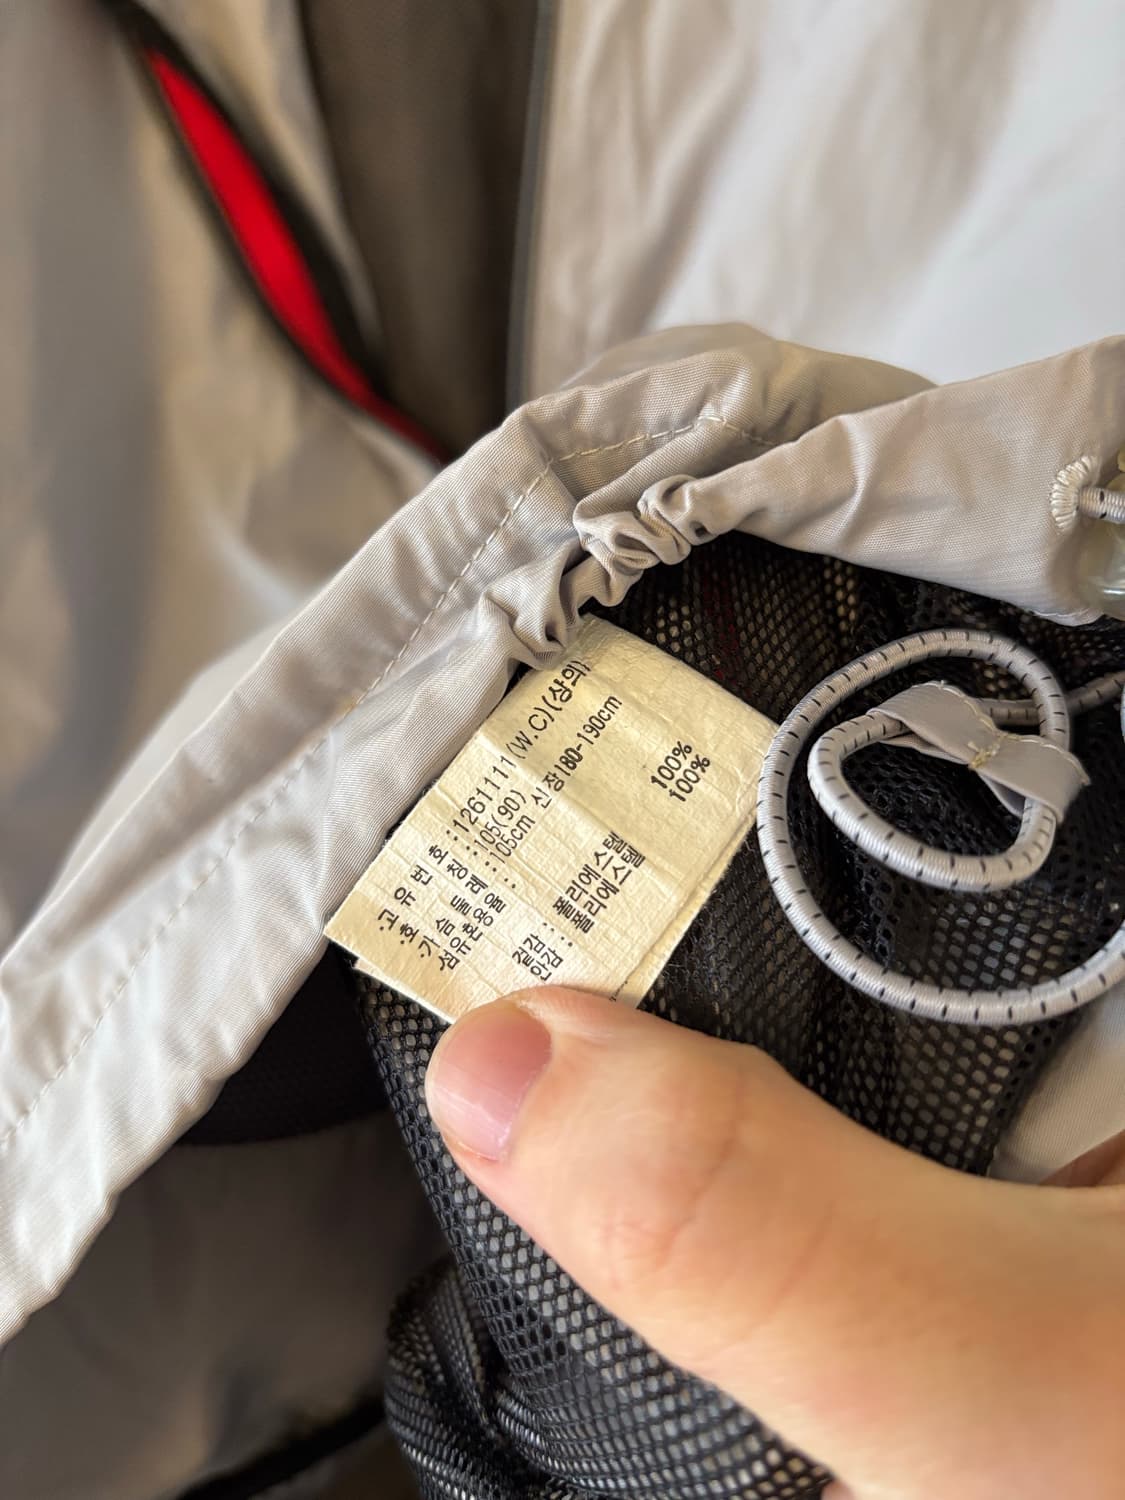 ·고 유 번 호 : 1261111(W.C)(상의)
·호 칭 : 105(90)
·가 슴 둘 레 : 105cm 신장180-190cm
섬유혼용율 :
겉감 : 폴리에스텔 100%
안감 : 폴리에스텔 100%